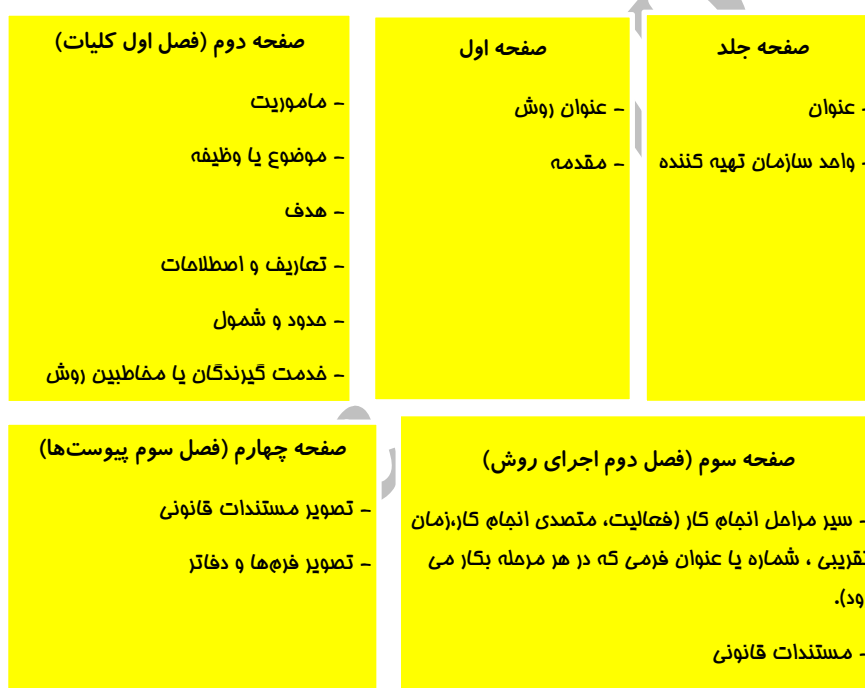 صفحه جلد
- عنوان
- واحد سازمان تهیه کننده
صفحه اول
- عنوان روش
- مقدمه
صفحه دوم (فصل اول کلیات)
- ماموریت
- موضوع یا وظیفه
- هدف
- تعاریف و اصطلاحات
- حدود و شمول
- خدمت گیرندگان یا مخاطبین روش
صفحه سوم (فصل دوم اجرای روش)
- سیر مراحل انجام کار (فعالیت، متصدی انجام کار،زمان
تقریبی ، شماره یا عنوان فرمی که در هر مرحله بکار می
ود).
- مستندات قانونی
صفحه چهارم (فصل سوم پیوست‌ها)
- تصویر مستندات قانونی
- تصویر فرم‌ها و دفاتر